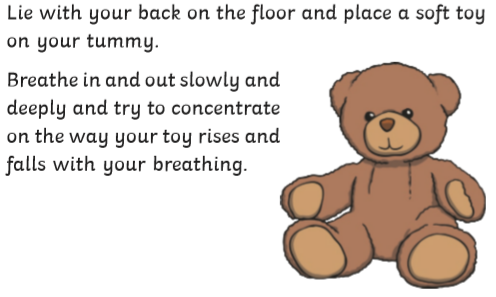 Lie with your back on the floor and place a soft toy
on your tummy.
Breathe in and out slowly and
deeply and try to concentrate
on the way your toy rises and
falls with your breathing.